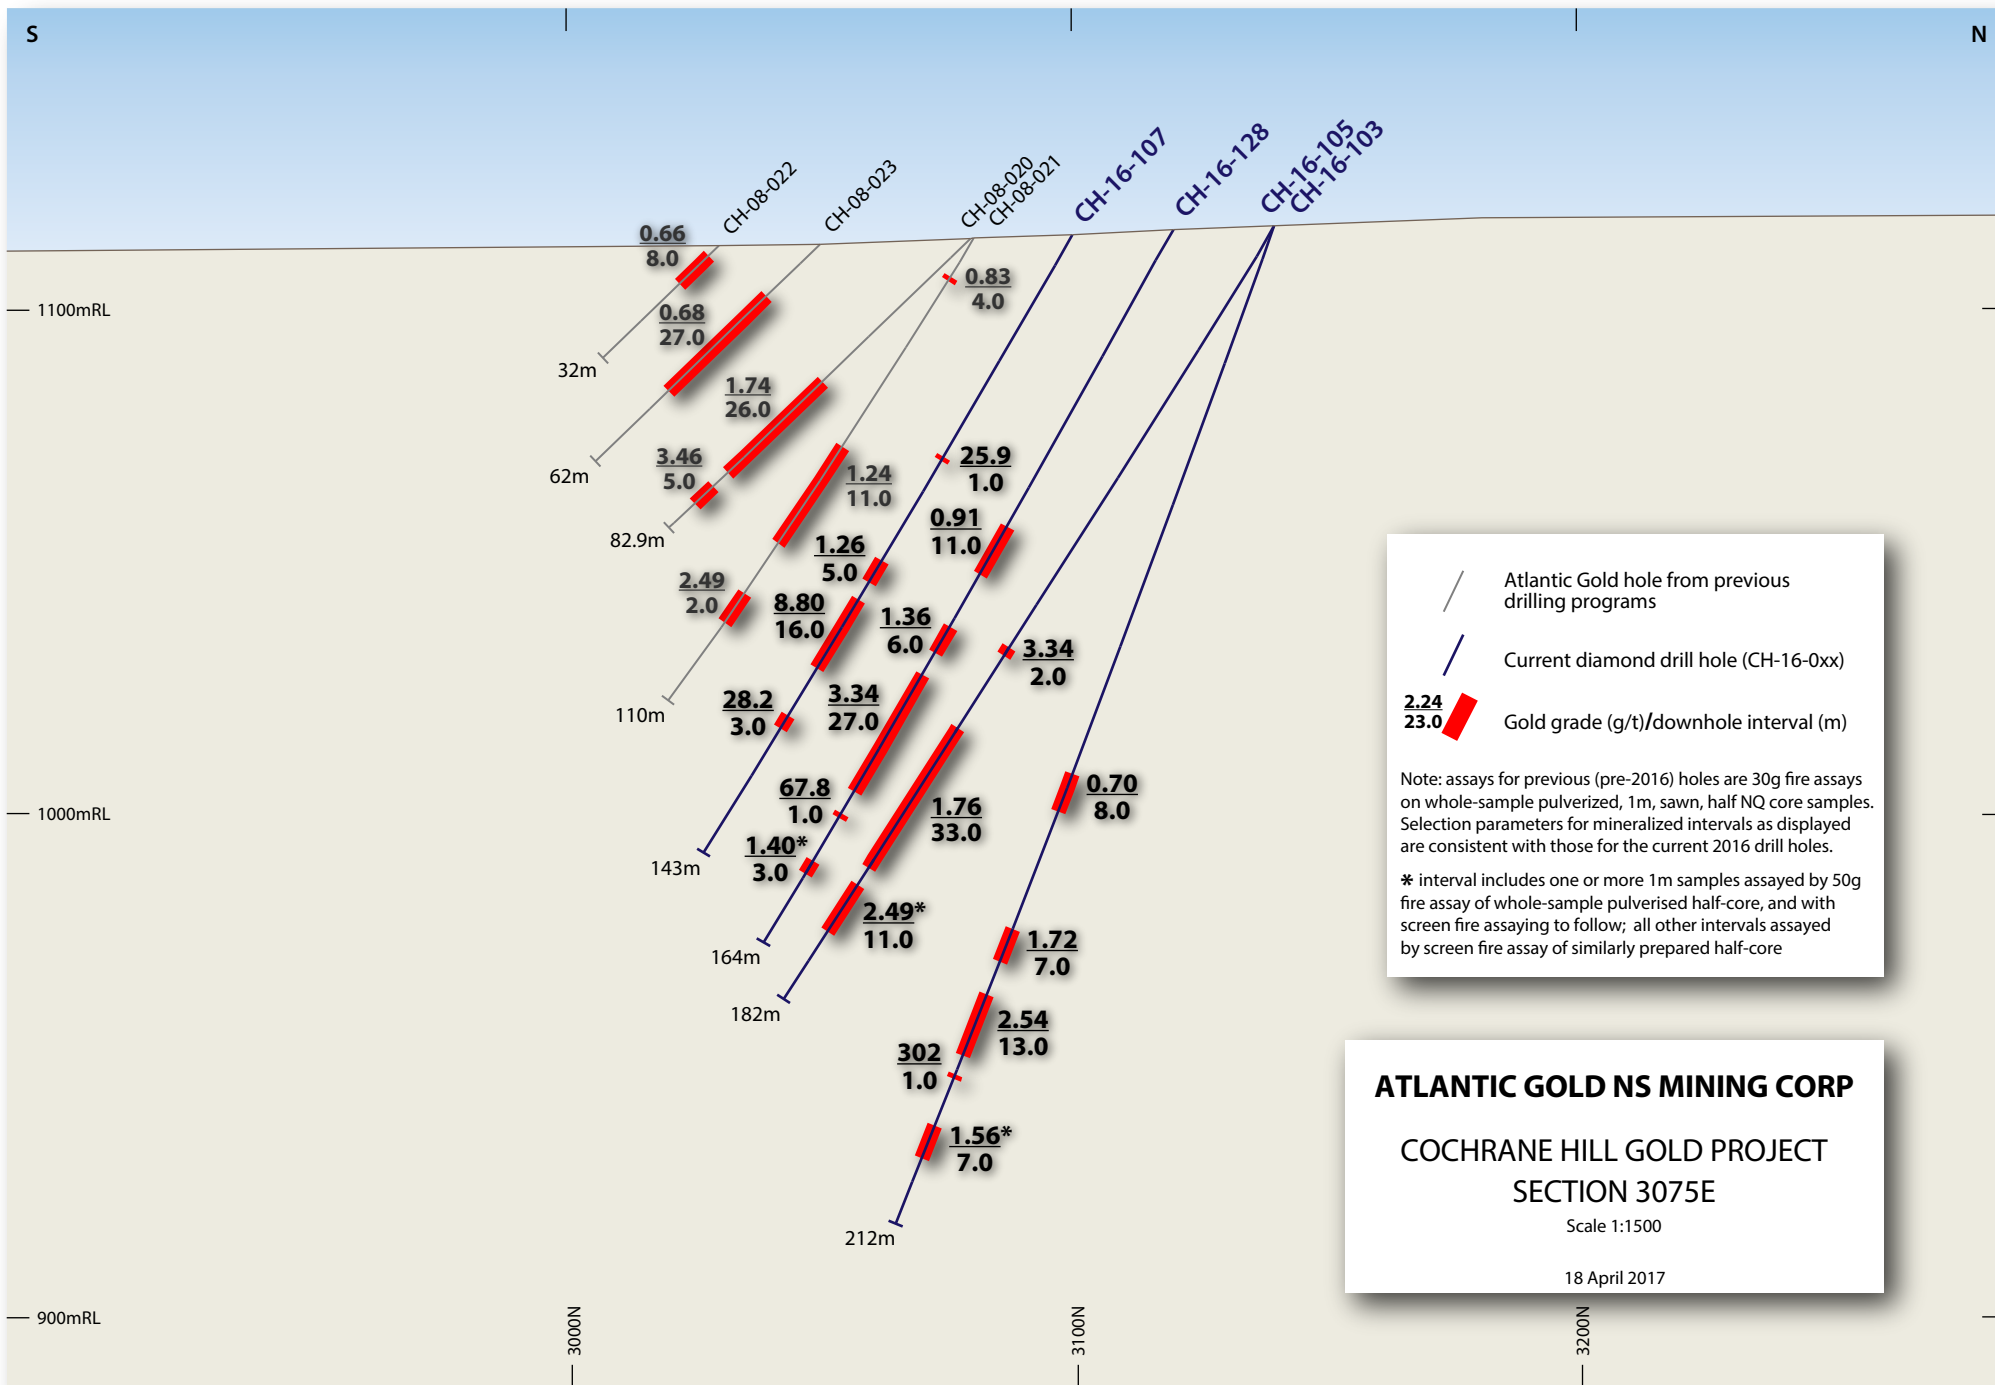 S
N
CH-08-022
CH-08-023
CH-08-020
CH-08-021
CH-16-107
CH-16-128
CH-16-105
CH-16-103
0.66
8.0
0.83
4.0
1100mRL
0.68
27.0
32m
1.74
26.0
3.46
5.0
62m
25.9
1.0
1.24
11.0
82.9m
0.91
11.0
1.26
5.0
2.49
2.0
8.80
16.0
1.36
6.0
3.34
2.0
110m
28.2
3.0
3.34
27.0
67.8
1.0
0.70
8.0
1000mRL
1.76
33.0
143m
1.40*
3.0
2.49*
11.0
164m
1.72
7.0
182m
2.54
13.0
302
1.0
1.56*
7.0
212m
900mRL
3000N
3100N
3200N
Atlantic Gold hole from previous
drilling programs
Current diamond drill hole (CH-16-0xx)
2.24
23.0
Gold grade (g/t)/downhole interval (m)
Note: assays for previous (pre-2016) holes are 30g fire assays
on whole-sample pulverized, 1m, sawn, half NQ core samples.
Selection parameters for mineralized intervals as displayed
are consistent with those for the current 2016 drill holes.
* interval includes one or more 1m samples assayed by 50g
fire assay of whole-sample pulverised half-core, and with
screen fire assaying to follow; all other intervals assayed
by screen fire assay of similarly prepared half-core
ATLANTIC GOLD NS MINING CORP
COCHRANE HILL GOLD PROJECT
SECTION 3075E
Scale 1:1500
18 April 2017